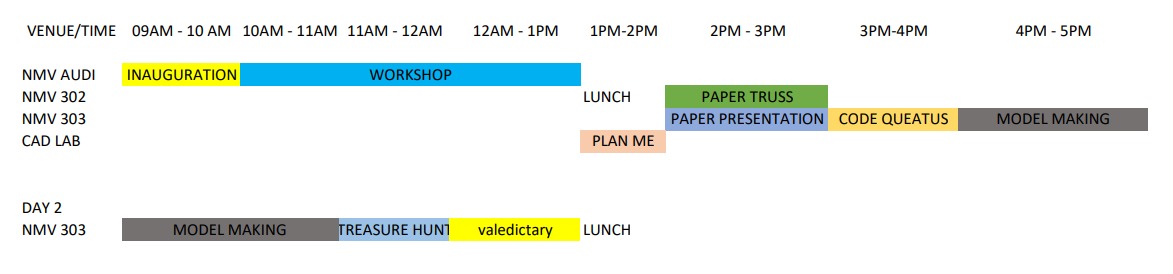 VENUE/TIME 09AM - 10 AM 10AM - 11AM 11AM - 12AM 12AM - 1PM 1PM-2PM 2PM - 3PM 3PM-4PM 4PM - 5PM
NMV AUDI INAUGURATION WORKSHOP
NMV 302 LUNCH PAPER TRUSS
NMV 303 PAPER PRESENTATION CODE QUEATUS MODEL MAKING
CAD LAB PLAN ME
DAY 2
NMV 303 MODEL MAKING TREASURE HUNT valedictary LUNCH